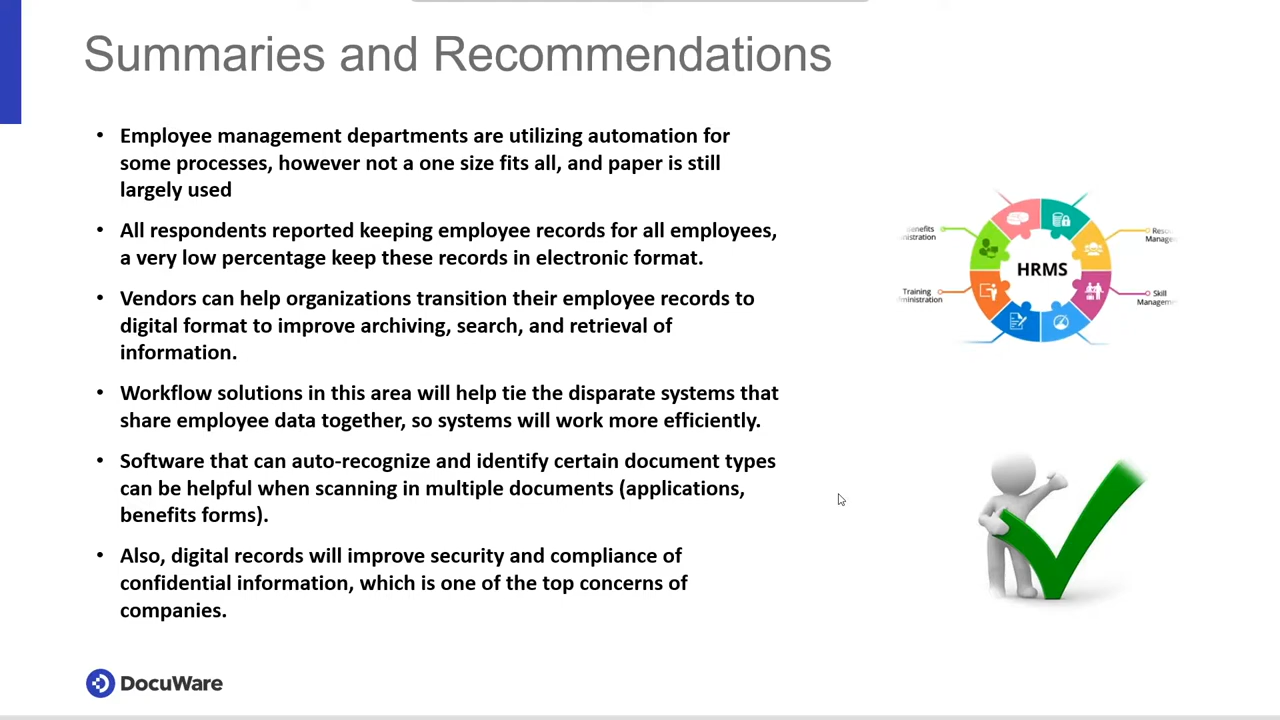 Summaries and Recommendations
• Employee management departments are utilizing automation for
some processes, however not a one size fits all, and paper is still
largely used
• All respondents reported keeping employee records for all employees,
a very low percentage keep these records in electronic format.
• Vendors can help organizations transition their employee records to
digital format to improve archiving, search, and retrieval of
information.
• Workflow solutions in this area will help tie the disparate systems that
share employee data together, so systems will work more efficiently.
• Software that can auto-recognize and identify certain document types
can be helpful when scanning in multiple documents (applications,
benefits forms).
• Also, digital records will improve security and compliance of
confidential information, which is one of the top concerns of
companies.
HRMS
Training
Skill
DocuWare